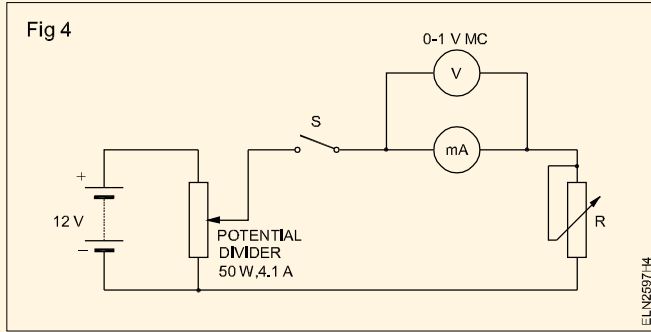 Fig 4
0-1 V MC
V
S
mA
+
12 V
–
POTENTIAL
DIVIDER
50 W,4.1 A
R
ELN2597H4